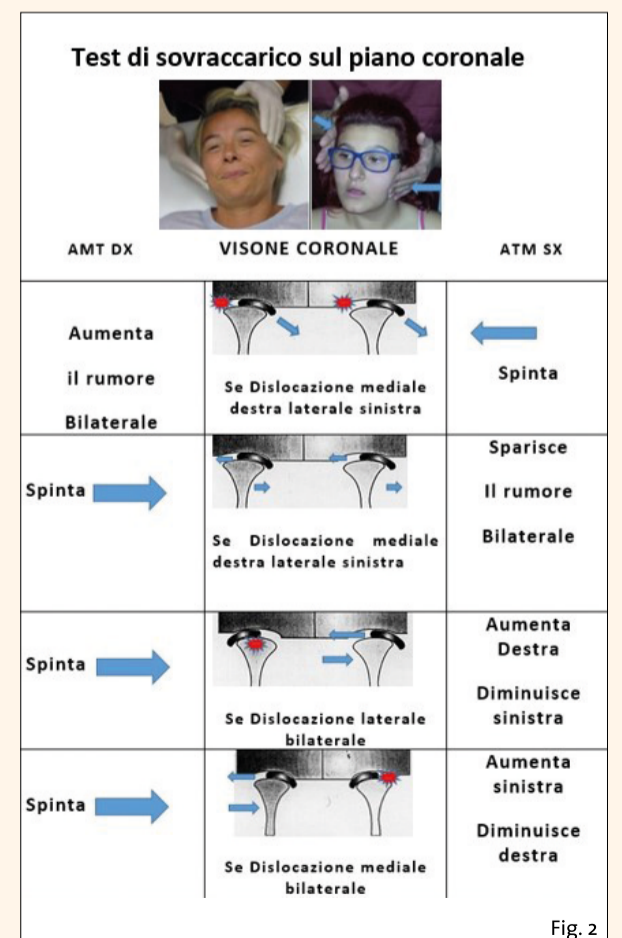 Test di sovraccarico sul piano coronale
AMT DX
VISONE CORONALE
ATM SX
Aumenta
il rumore
Bilaterale
Se Dislocazione mediale
destra laterale sinistra
Spinta
Spinta
Se Dislocazione mediale
destra laterale sinistra
Sparisce
Il rumore
Bilaterale
Spinta
Se Dislocazione laterale
bilaterale
Aumenta
Destra
Diminuisce
sinistra
Spinta
Se Dislocazione mediale
bilaterale
Aumenta
sinistra
Diminuisce
destra
Fig. 2